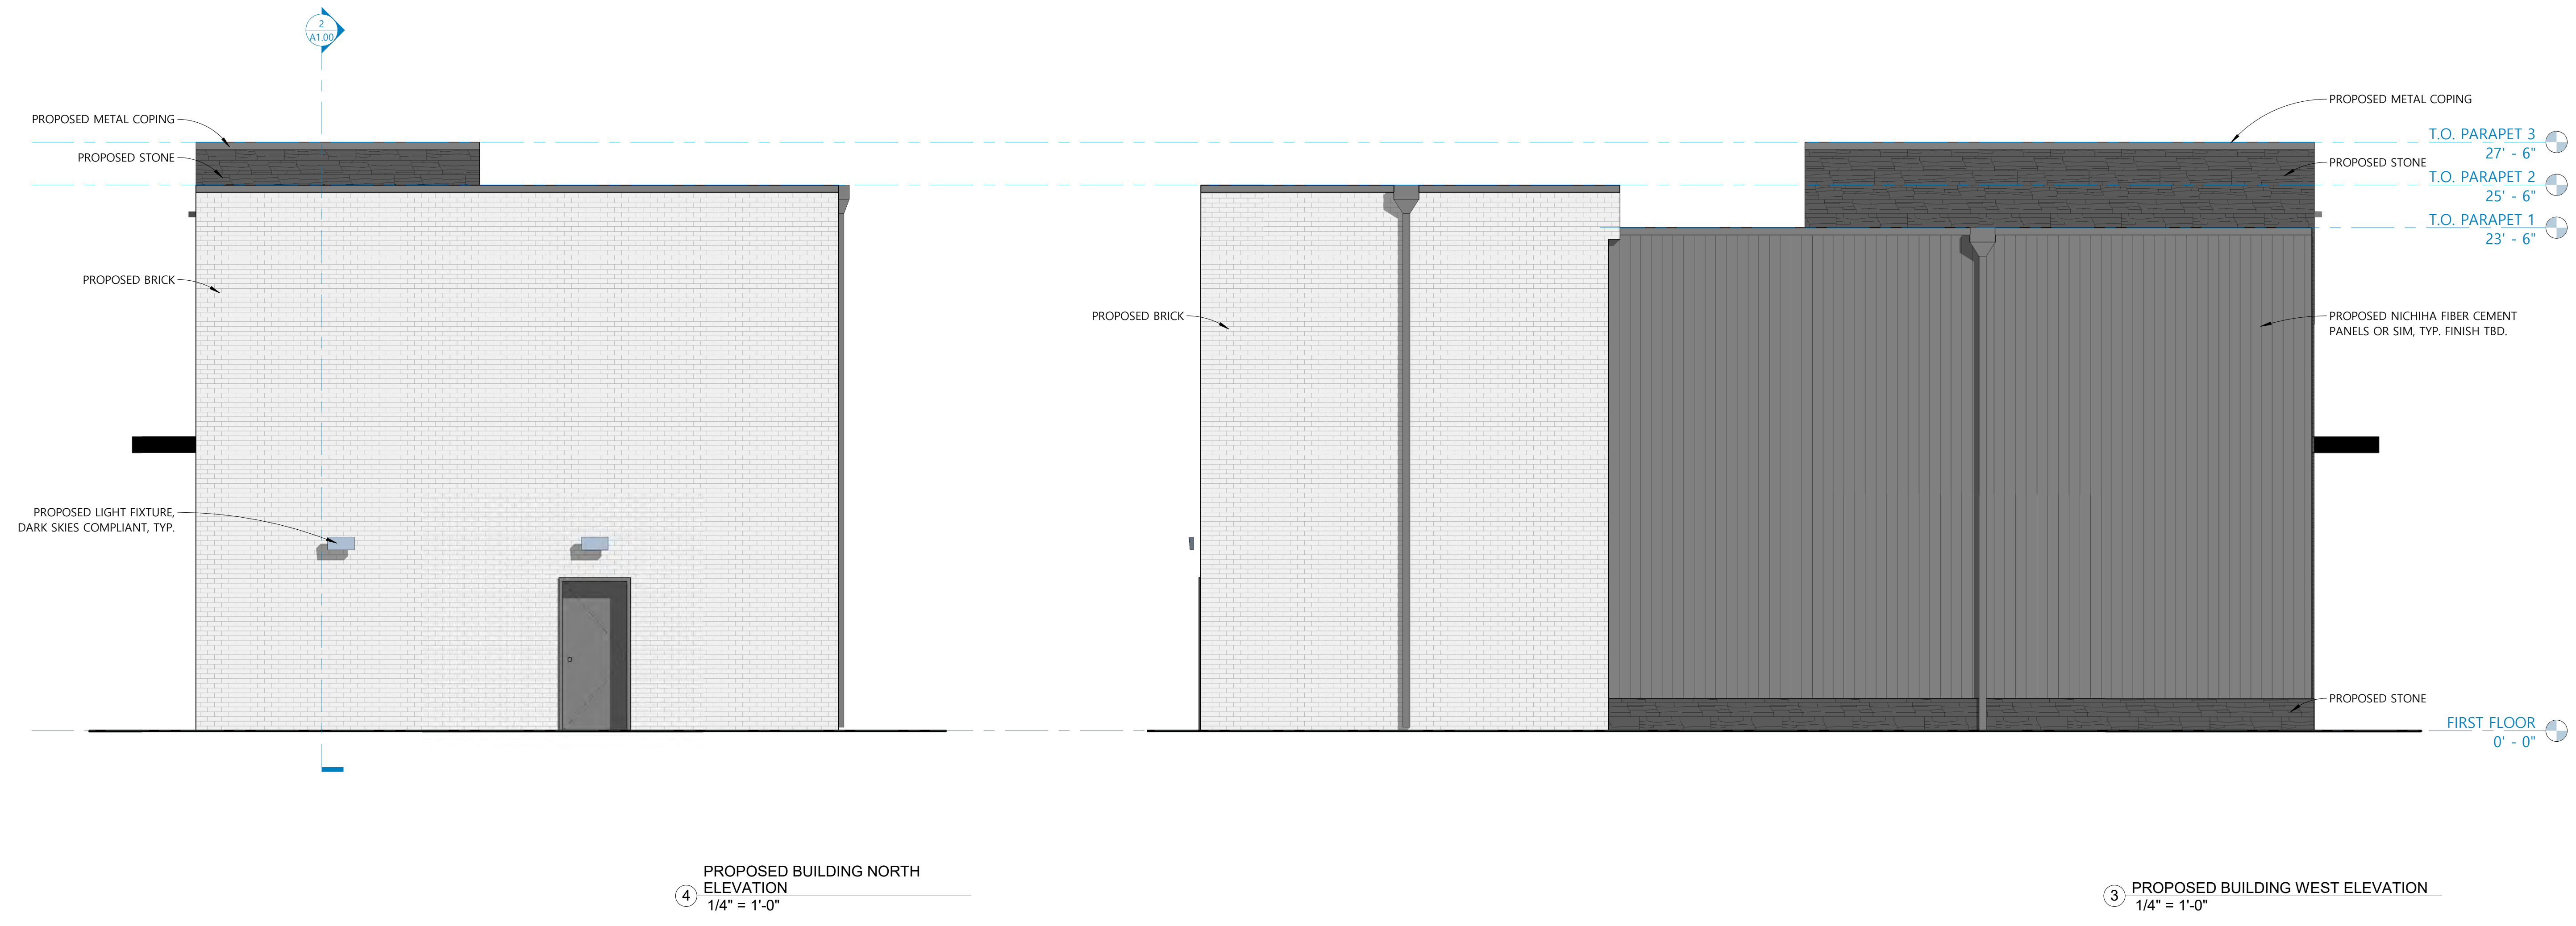 2
A1.00
PROPOSED METAL COPING
PROPOSED STONE
PROPOSED BRICK
PROPOSED LIGHT FIXTURE,
DARK SKIES COMPLIANT, TYP.
PROPOSED BRICK
PROPOSED METAL COPING
T.O. PARAPET 3
27' - 6"
PROPOSED STONE
T.O. PARAPET 2
25' - 6"
T.O. PARAPET 1
23' - 6"
PROPOSED NICHIHA FIBER CEMENT
PANELS OR SIM, TYP. FINISH TBD.
PROPOSED STONE
FIRST FLOOR
0' - 0"
4
PROPOSED BUILDING NORTH
ELEVATION
1/4" = 1'-0"
3
PROPOSED BUILDING WEST ELEVATION
1/4" = 1'-0"